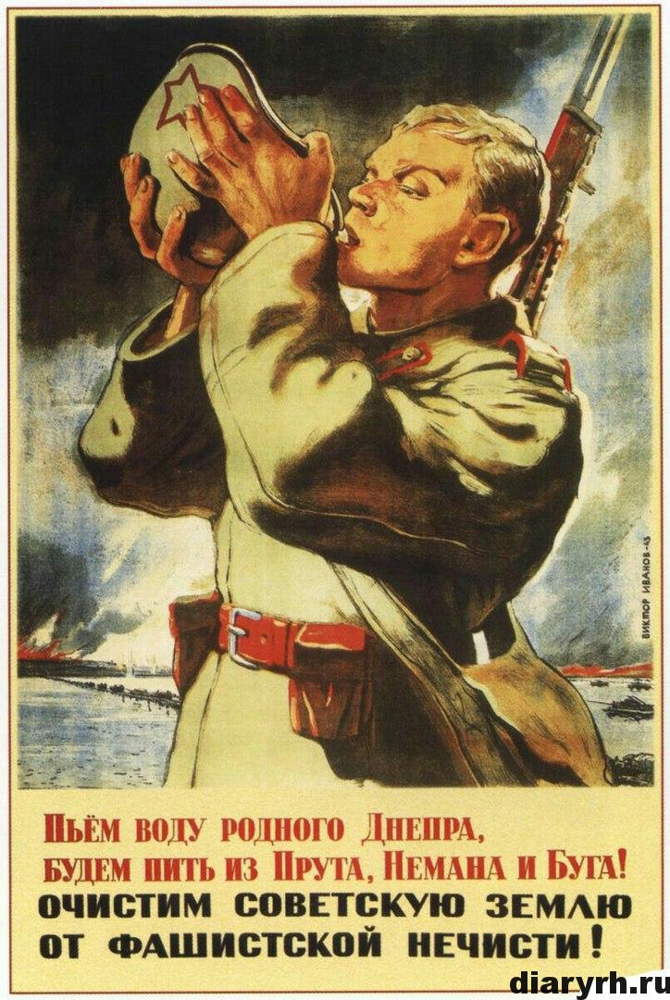 ВИКТОР ИВАНОВ-43
Пьём воду родного Днепра,
будем пить из Прута, Немана и Буга!
ОЧИСТИМ СОВЕТСКУЮ ЗЕМЛЮ
ОТ ФАШИСТСКОЙ НЕЧИСТИ!
diaryrh.ru